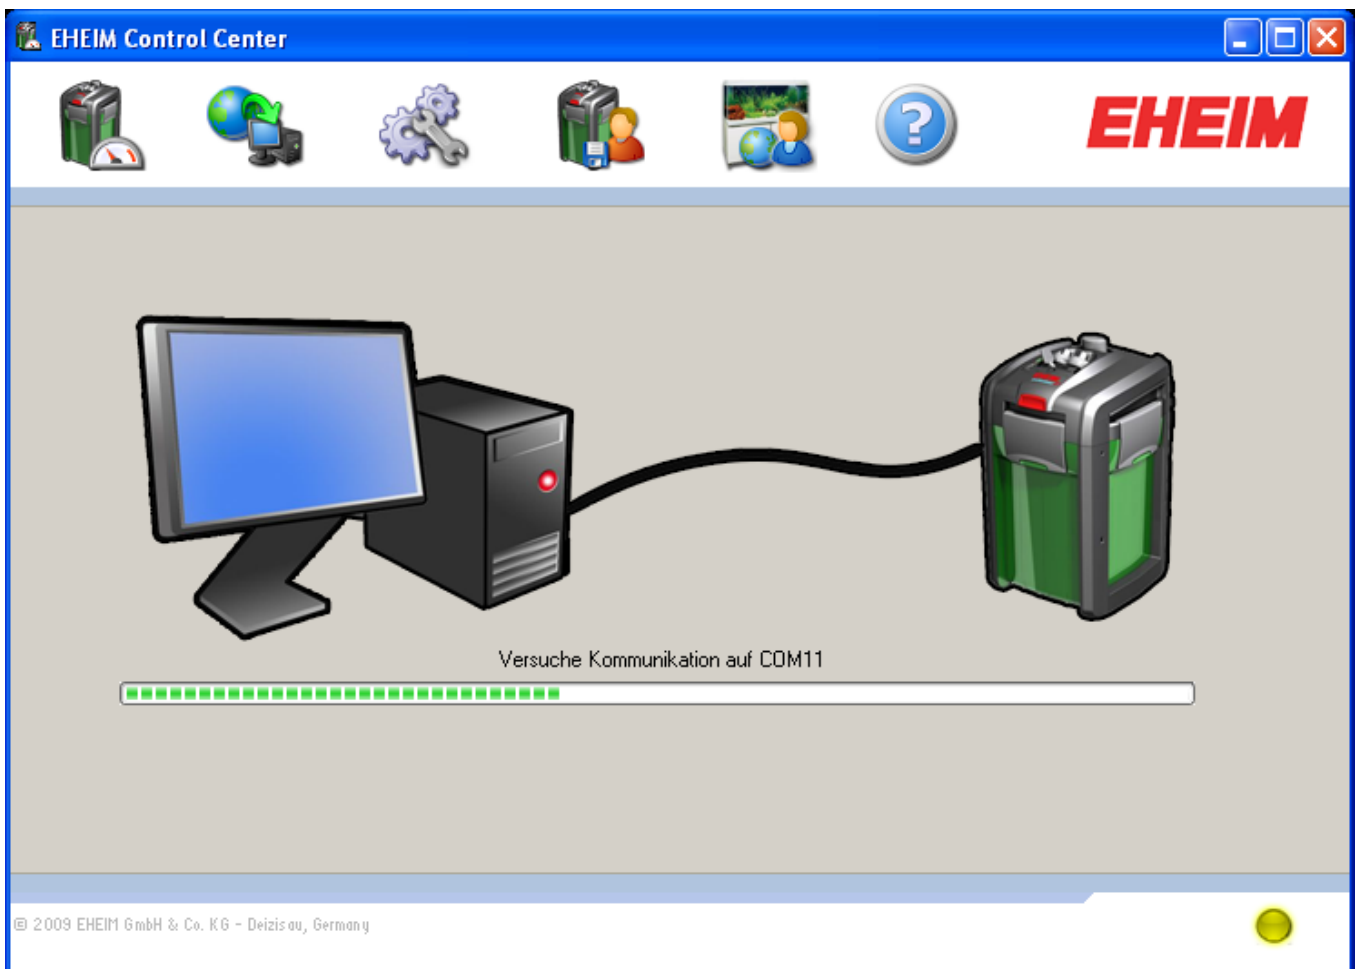 EHEIM Control Center
EHEIM
Versuche Kommunikation auf COM11
© 2009 EHEIM GmbH & Co. KG - Deizisau, Germany